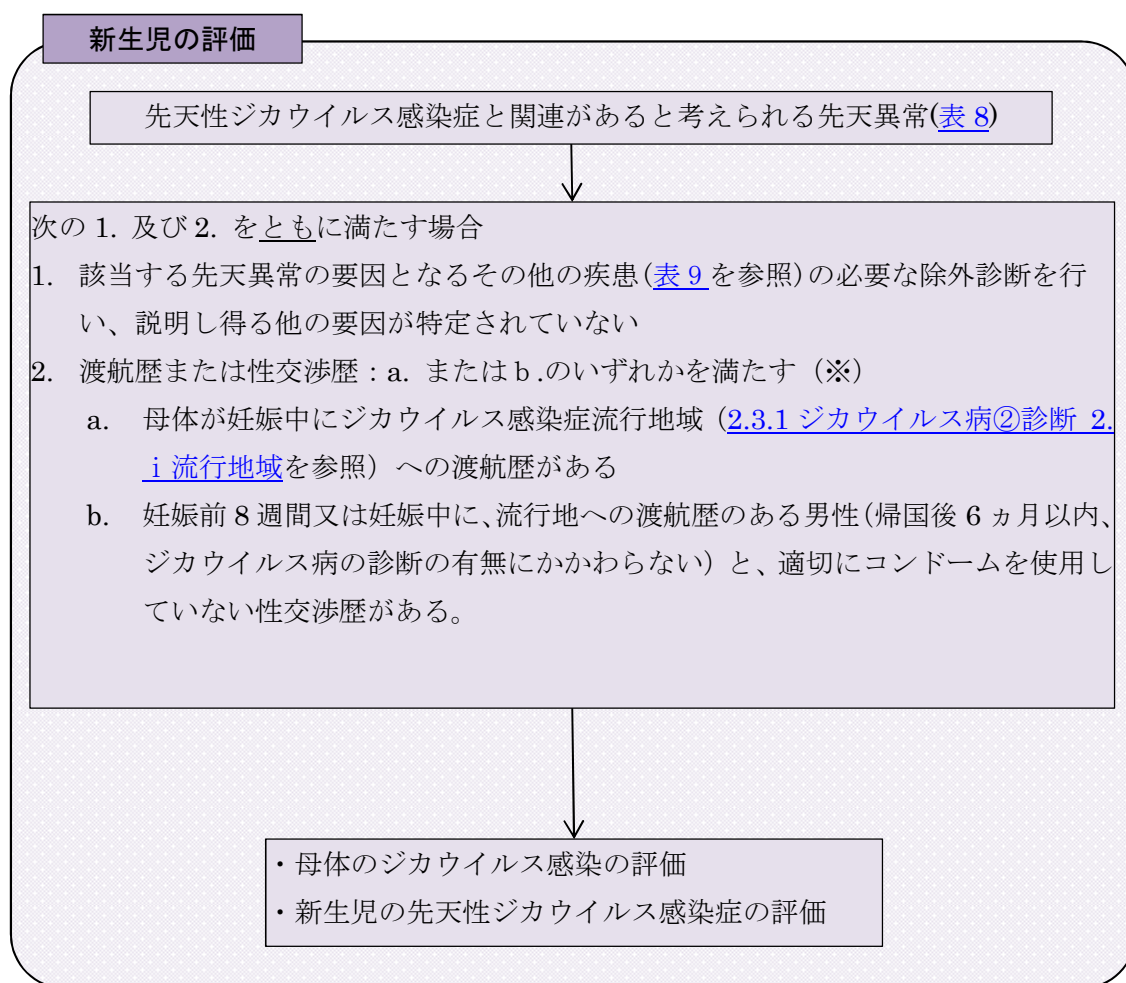 新生児の評価
先天性ジカウイルス感染症と関連があると考えられる先天異常(表 8)
次の 1. 及び 2. をともに満たす場合
1. 該当する先天異常の要因となるその他の疾患(表 9 を参照)の必要な除外診断を行
い、説明し得る他の要因が特定されていない
2. 渡航歴または性交渉歴：a. またはｂ.のいずれかを満たす（※）
a. 母体が妊娠中にジカウイルス感染症流行地域（2.3.1 ジカウイルス病②診断 2.
ⅰ流行地域を参照）への渡航歴がある
b. 妊娠前 8 週間又は妊娠中に、流行地への渡航歴のある男性(帰国後 6 ヵ月以内、
ジカウイルス病の診断の有無にかかわらない）と、適切にコンドームを使用し
ていない性交渉歴がある。
・母体のジカウイルス感染の評価
・新生児の先天性ジカウイルス感染症の評価